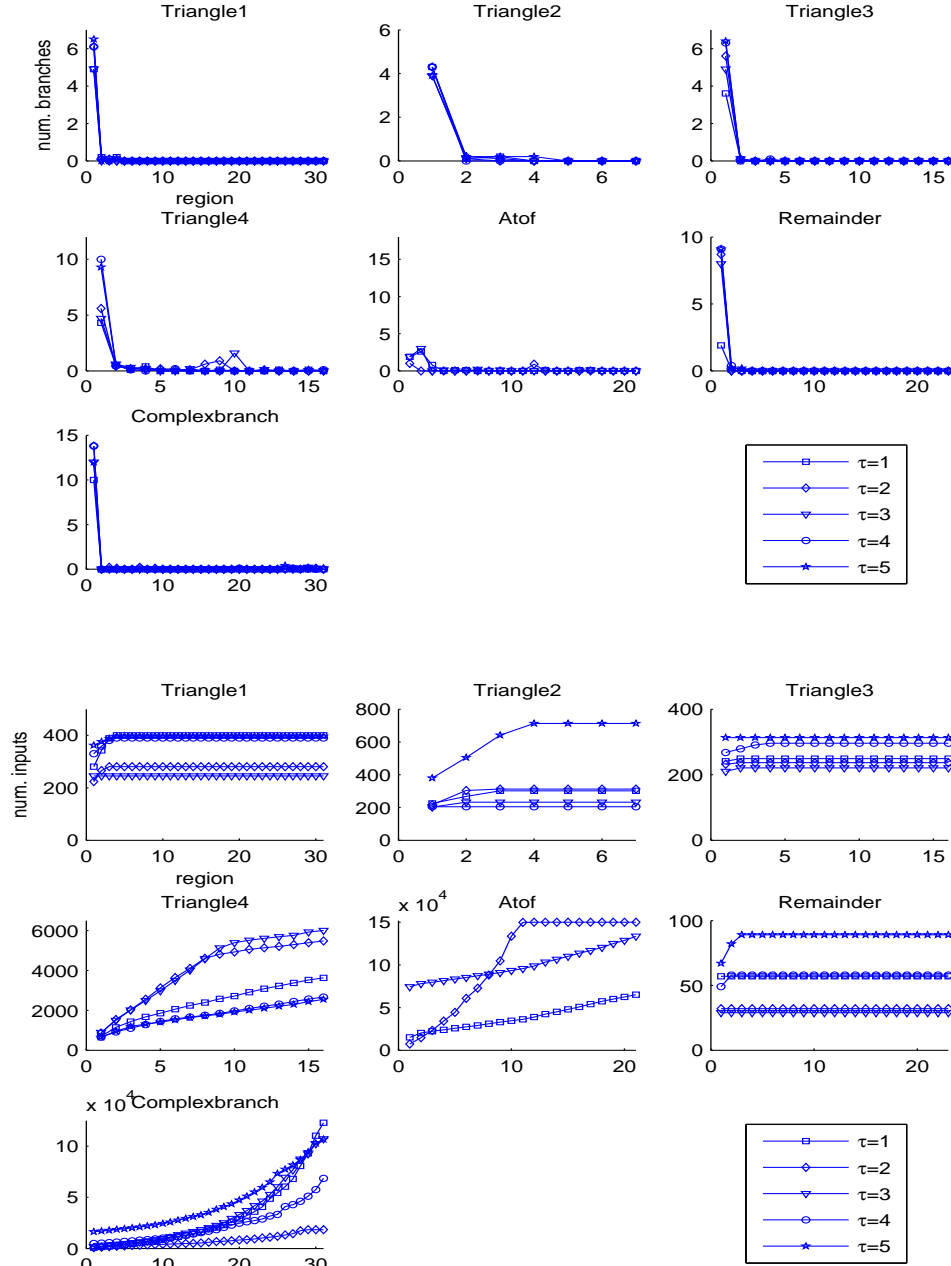 Triangle1 Triangle2 Triangle3
num. branches
6
4
2
0
0 10 20 30
region
6
4
2
0
0 2 4 6
6
4
2
0
0 5 10 15
Triangle4 Atof Remainder
10
5
0
0 5 10 15
15
10
5
0
0 10 20
10
5
0
0 10 20
Complexbranch
15
10
5
0
0 10 20 30
τ=1
τ=2
τ=3
τ=4
τ=5
Triangle1 Triangle2 Triangle3
num. inputs
400
200
0
0 10 20 30
region
800
600
400
200
0
0 2 4 6
400
200
0
0 5 10 15
Triangle4 Atof Remainder
6000
4000
2000
0
0 5 10 15
x 10^4
15
10
5
0
0 10 20
100
50
0
0 10 20
x 10^4 Complexbranch
10
5
0
0 10 20 30
τ=1
τ=2
τ=3
τ=4
τ=5